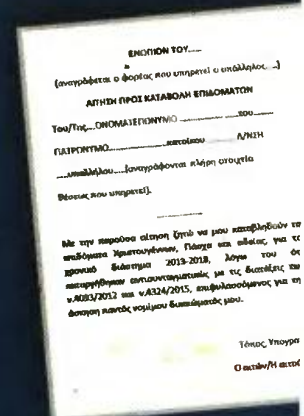 ΕΝΩΠΙΟΝ ΤΟΥ......
(αναγράφεται ο φορέας που υπηρετεί ο υπάλληλος....)
ΑΙΤΗΣΗ ΠΡΟΣ ΚΑΤΑΒΟΛΗ ΕΠΙΔΟΜΑΤΩΝ
Του/Της....ΟΝΟΜΑΤΕΠΩΝΥΜΟ ..................του......
ΠΑΤΡΩΝΥΜΟ..................κατοίκου .............. Δ/ΝΣΗ
.......υπαλλήλου.....(αναγράφονται πλήρη στοιχεία
θέσεως που υπηρετεί).
Με την παρούσα αίτηση ζητώ να μου καταβληθούν τα
επιδόματα Χριστουγέννων, Πάσχα και αδείας, για το
χρονικό διάστημα 2013-2018, λόγω του ό
καταργήθηκαν αντισυνταγματικώς με τις διατάξεις του
ν.4093/2012 και ν.4324/2015, επιφυλασσόμενος για τη
άσκηση παντός νομίμου δικαιώματός μου.
Τόπος, Υπογρα
Ο αιτών/Η αιτού